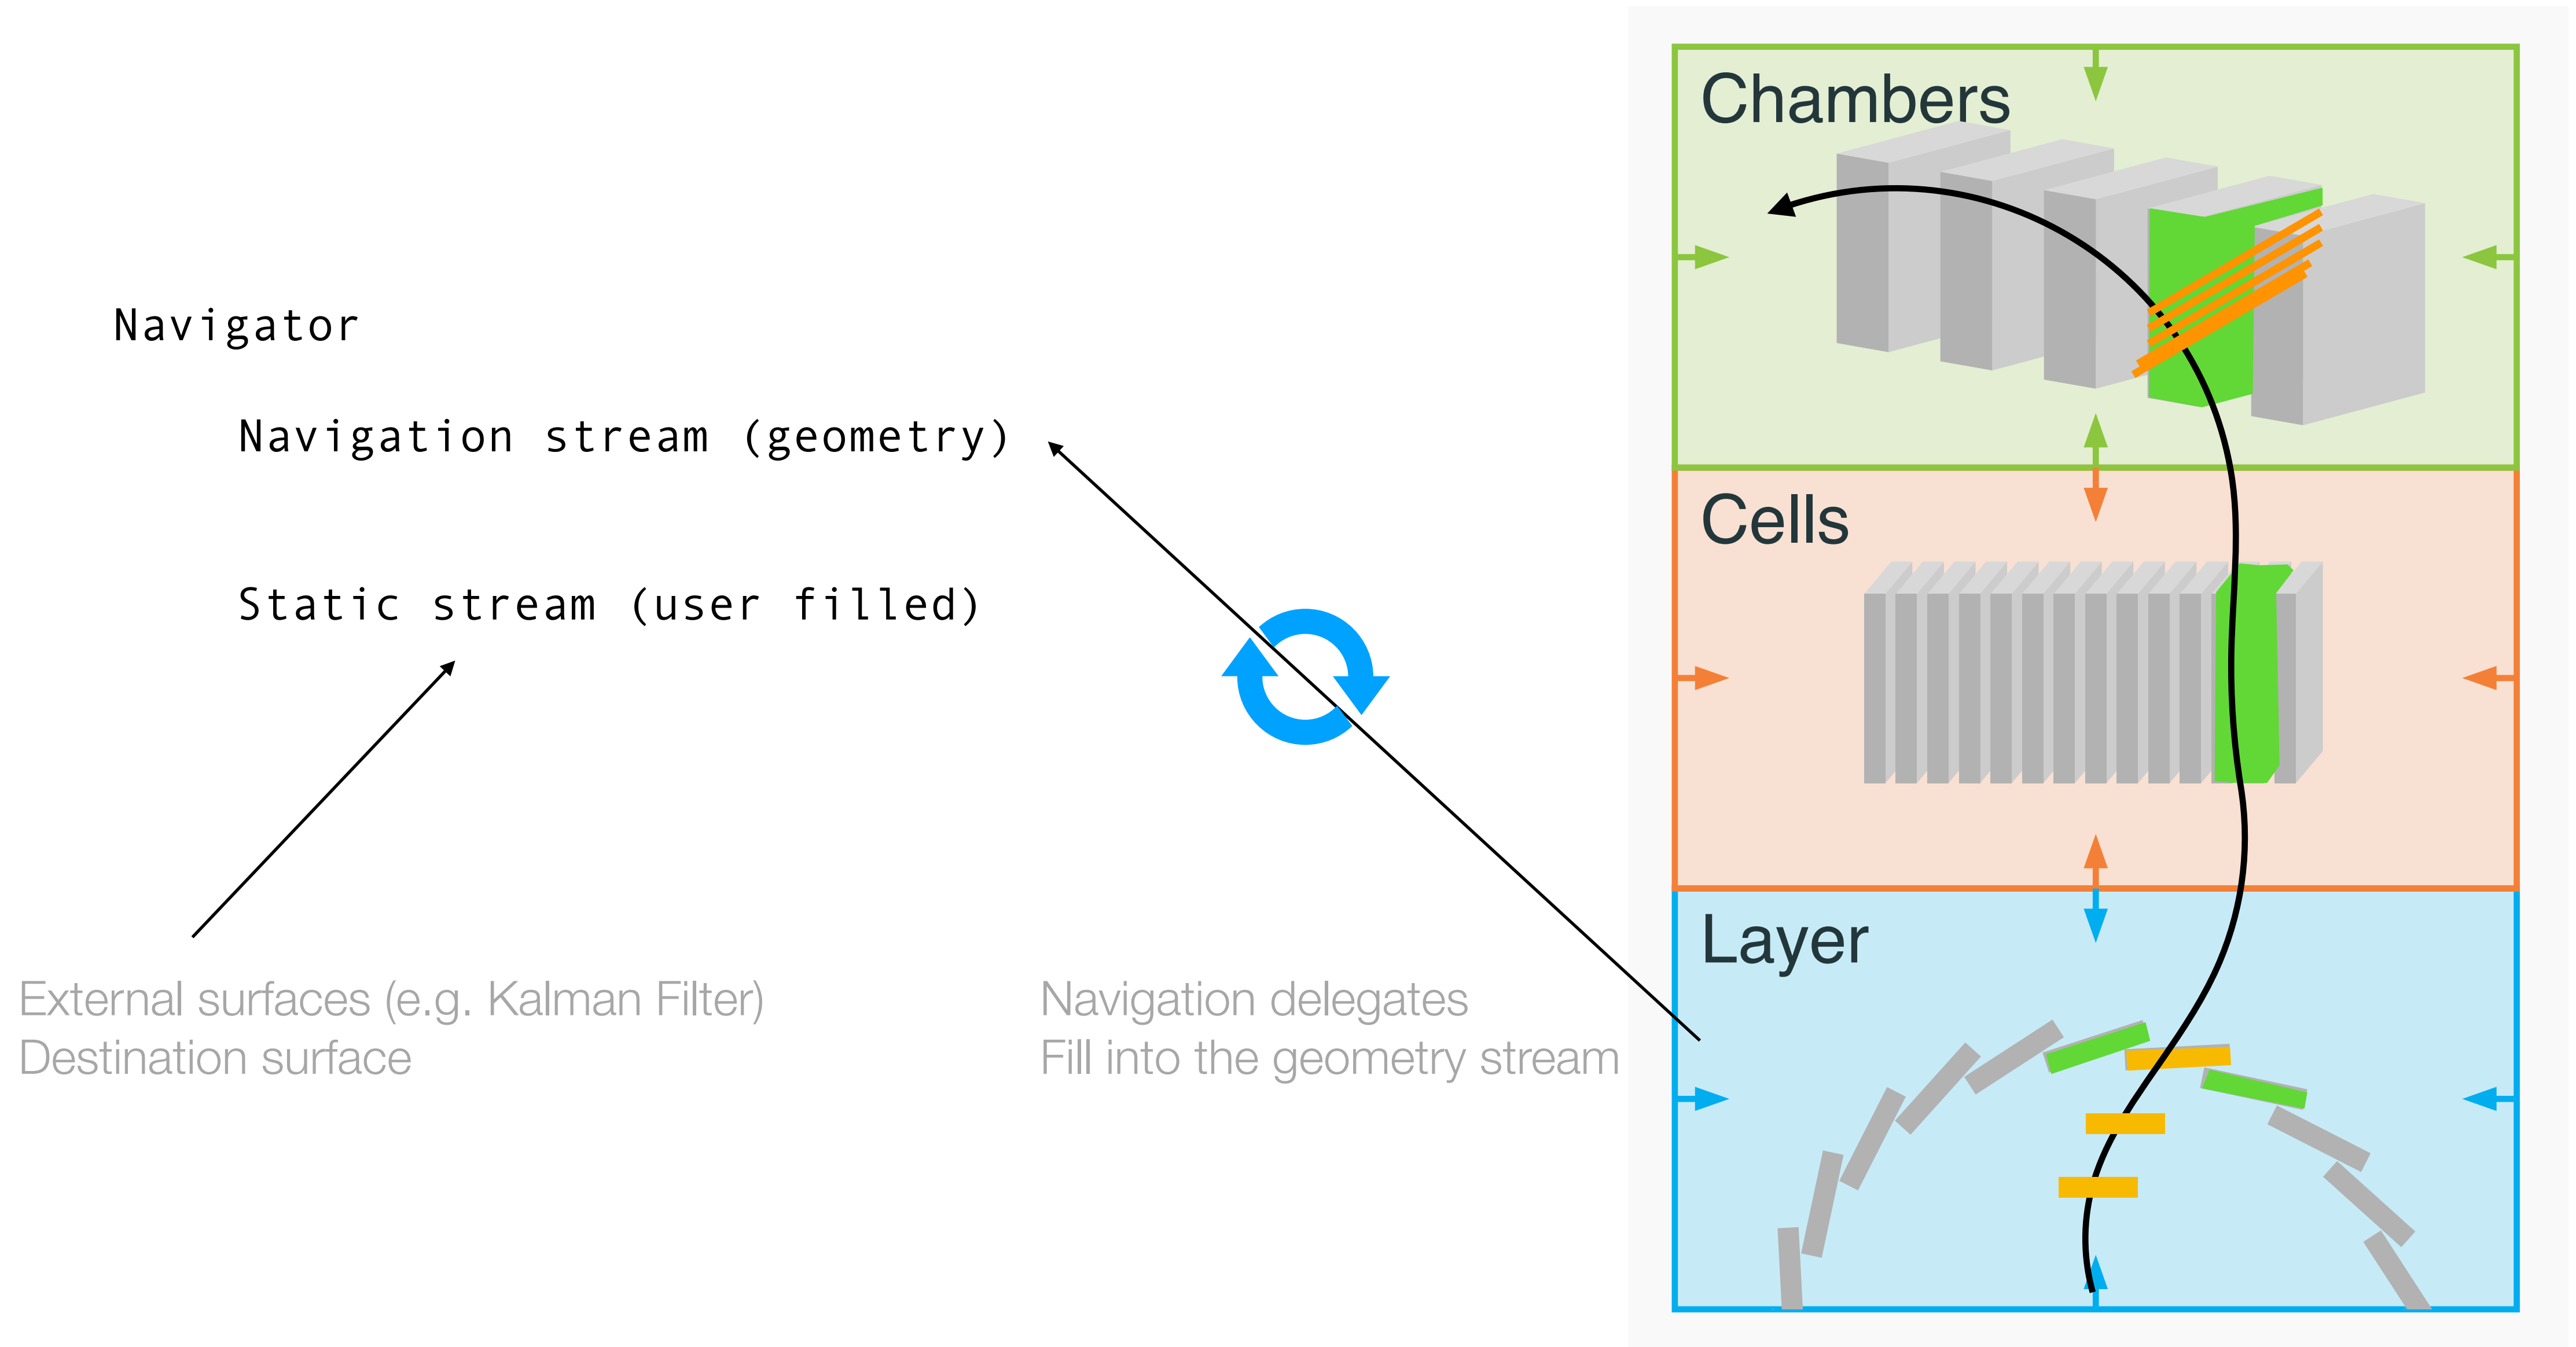 Navigator
Navigation stream (geometry)
Static stream (user filled)
External surfaces (e.g. Kalman Filter)
Destination surface
Navigation delegates
Fill into the geometry stream
Chambers
Cells
Layer